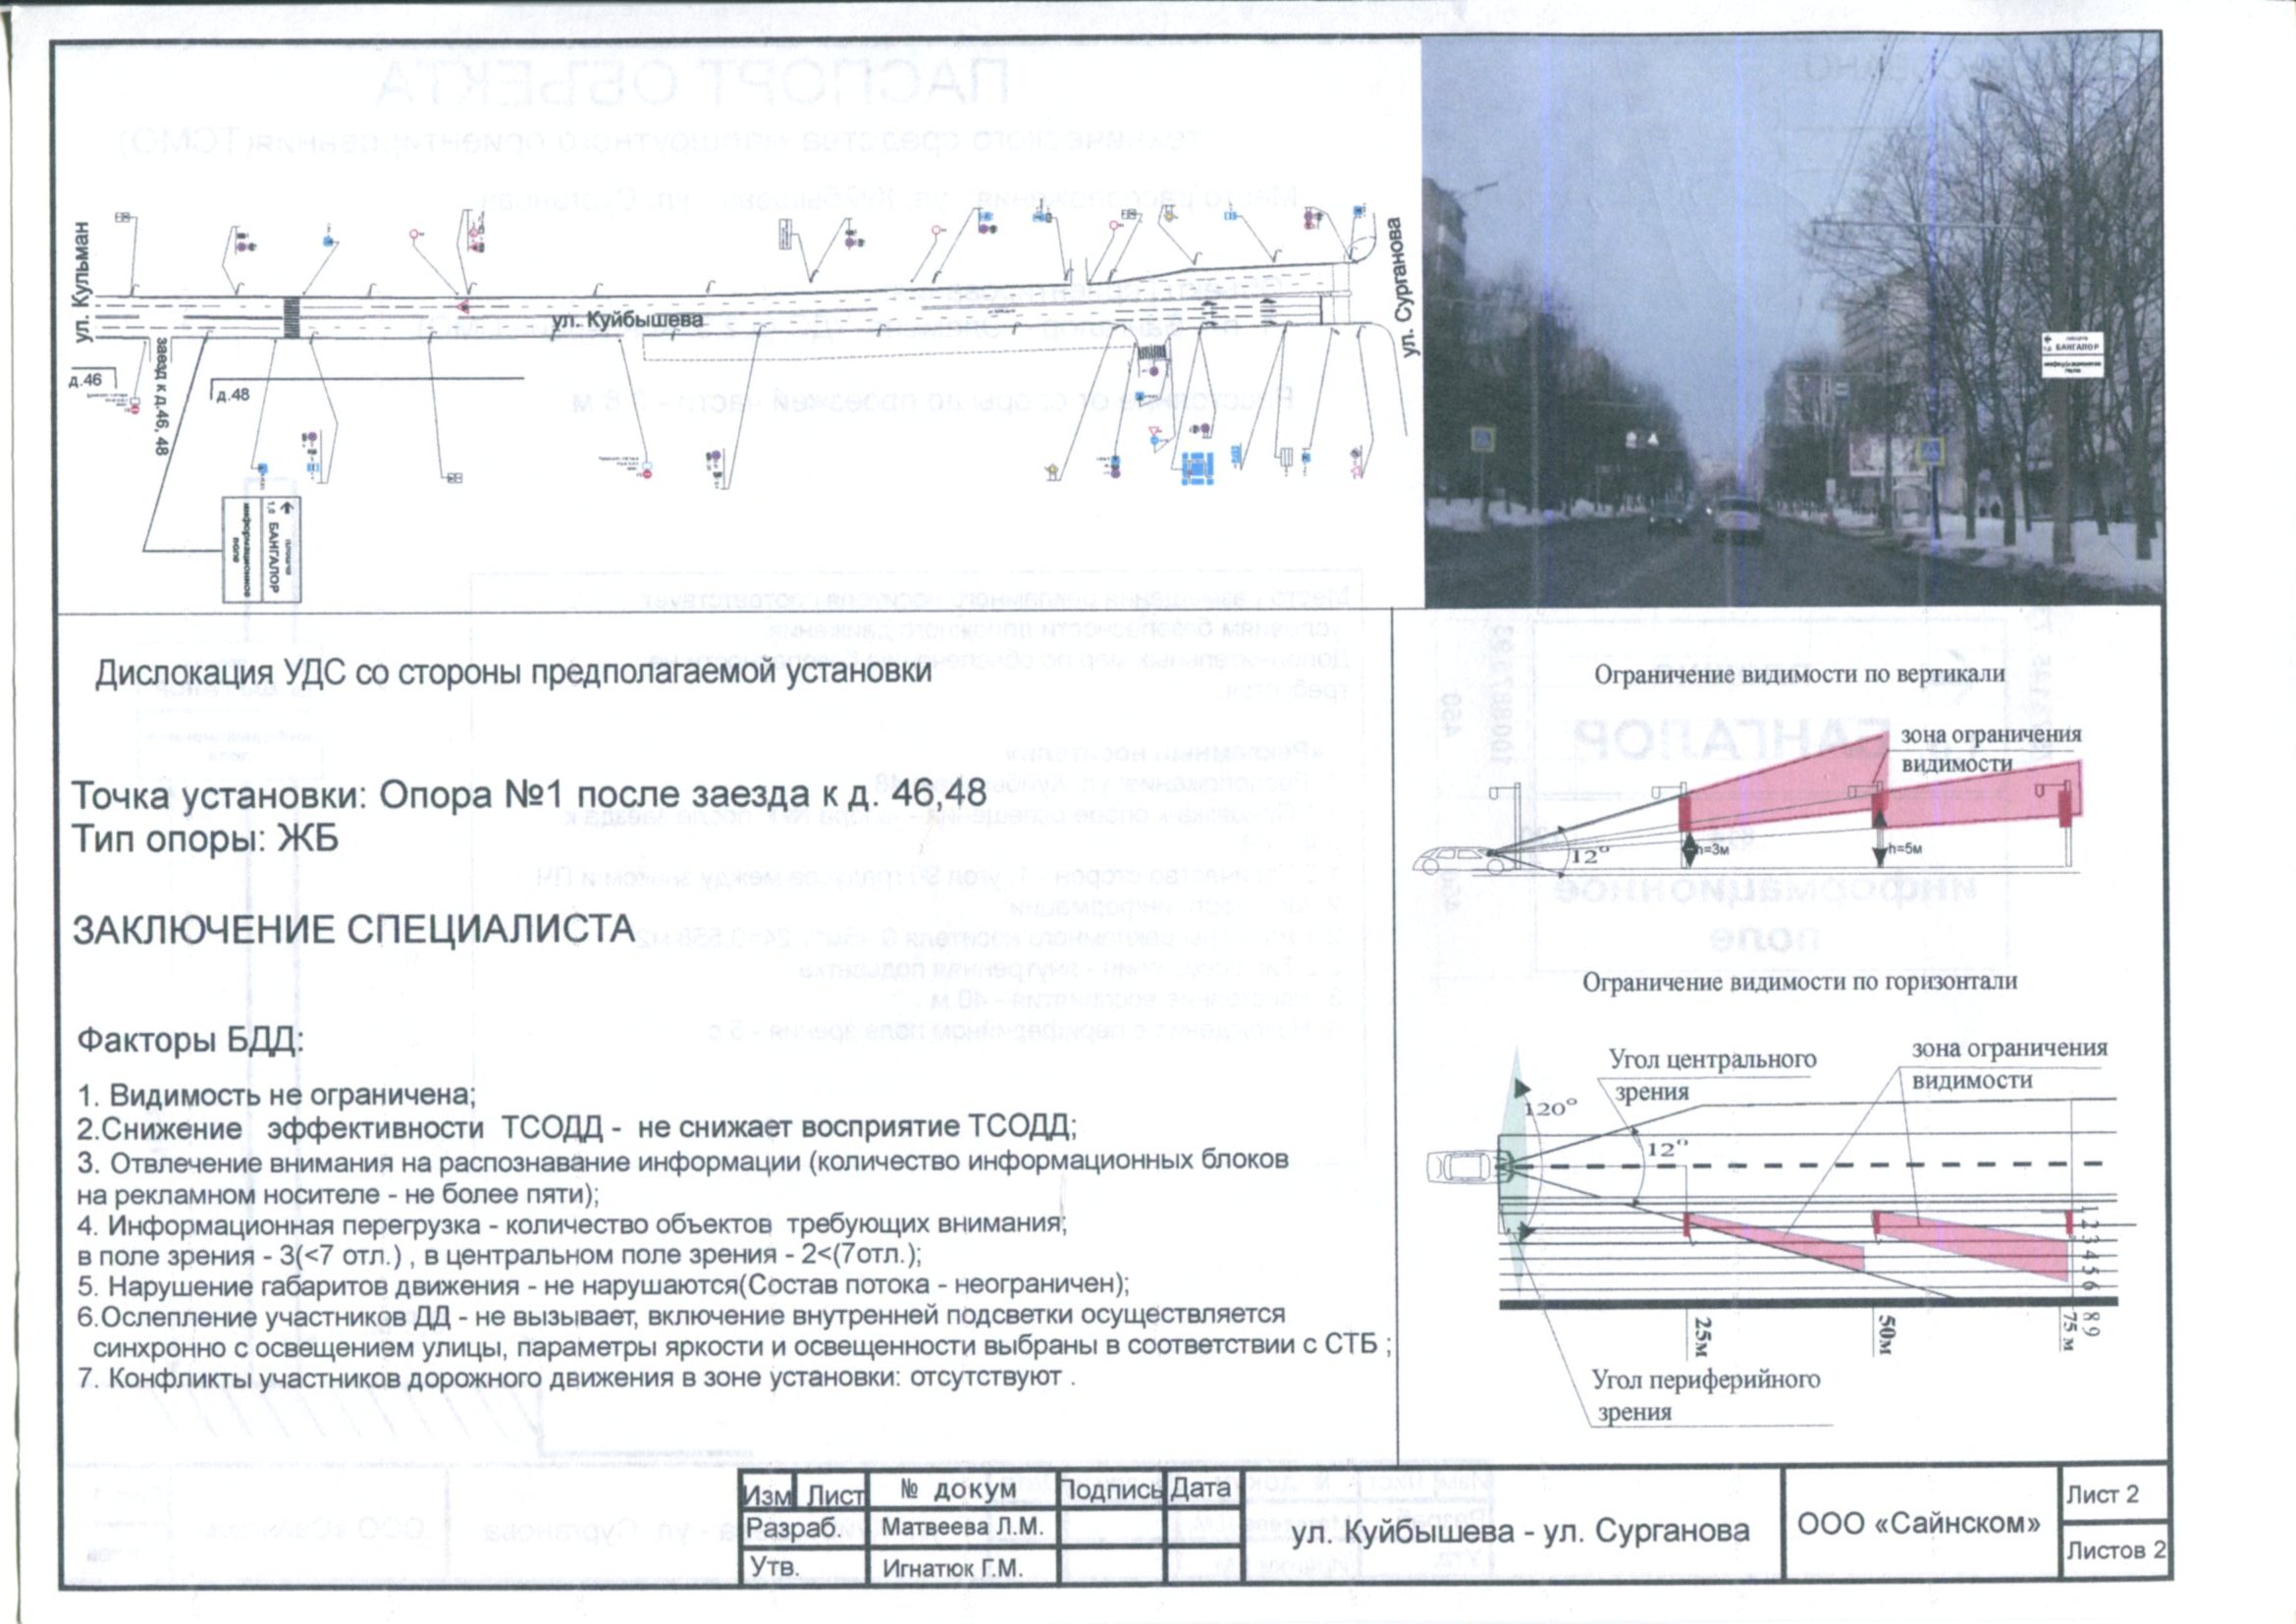 ул. Кульман
ул. Куйбышева
ул. Сурганова
д.46
заезд к д.46, 48
д.48
площадь
1,0 БАНГАЛОР
информационное
поле
площадь
1,0 БАНГАЛОР
информационное
поле
Дислокация УДС со стороны предполагаемой установки
Точка установки: Опора №1 после заезда к д. 46,48
Тип опоры: ЖБ
ЗАКЛЮЧЕНИЕ СПЕЦИАЛИСТА
Факторы БДД:
1. Видимость не ограничена;
2.Снижение эффективности ТСОДД - не снижает восприятие ТСОДД;
3. Отвлечение внимания на распознавание информации (количество информационных блоков
на рекламном носителе - не более пяти);
4. Информационная перегрузка - количество объектов требующих внимания;
в поле зрения - 3(<7 отл.) , в центральном поле зрения - 2<(7отл.);
5. Нарушение габаритов движения - не нарушаются(Состав потока - неограничен);
6.Ослепление участников ДД - не вызывает, включение внутренней подсветки осуществляется
синхронно с освещением улицы, параметры яркости и освещенности выбраны в соответствии с СТБ ;
7. Конфликты участников дорожного движения в зоне установки: отсутствуют .
Ограничение видимости по вертикали
зона ограничения
видимости
12°
h=3м
h=5м
Ограничение видимости по горизонтали
Угол центрального
зрения
зона ограничения
видимости
120°
12°
1 2 3 4 5 6 8 9
25м
50м
75 м
Угол периферийного
зрения
Изм Лист № докум Подпись Дата
Разраб. Матвеева Л.М.
Утв. Игнатюк Г.М.
ул. Куйбышева - ул. Сурганова
ООО «Сайнском»
Лист 2
Листов 2